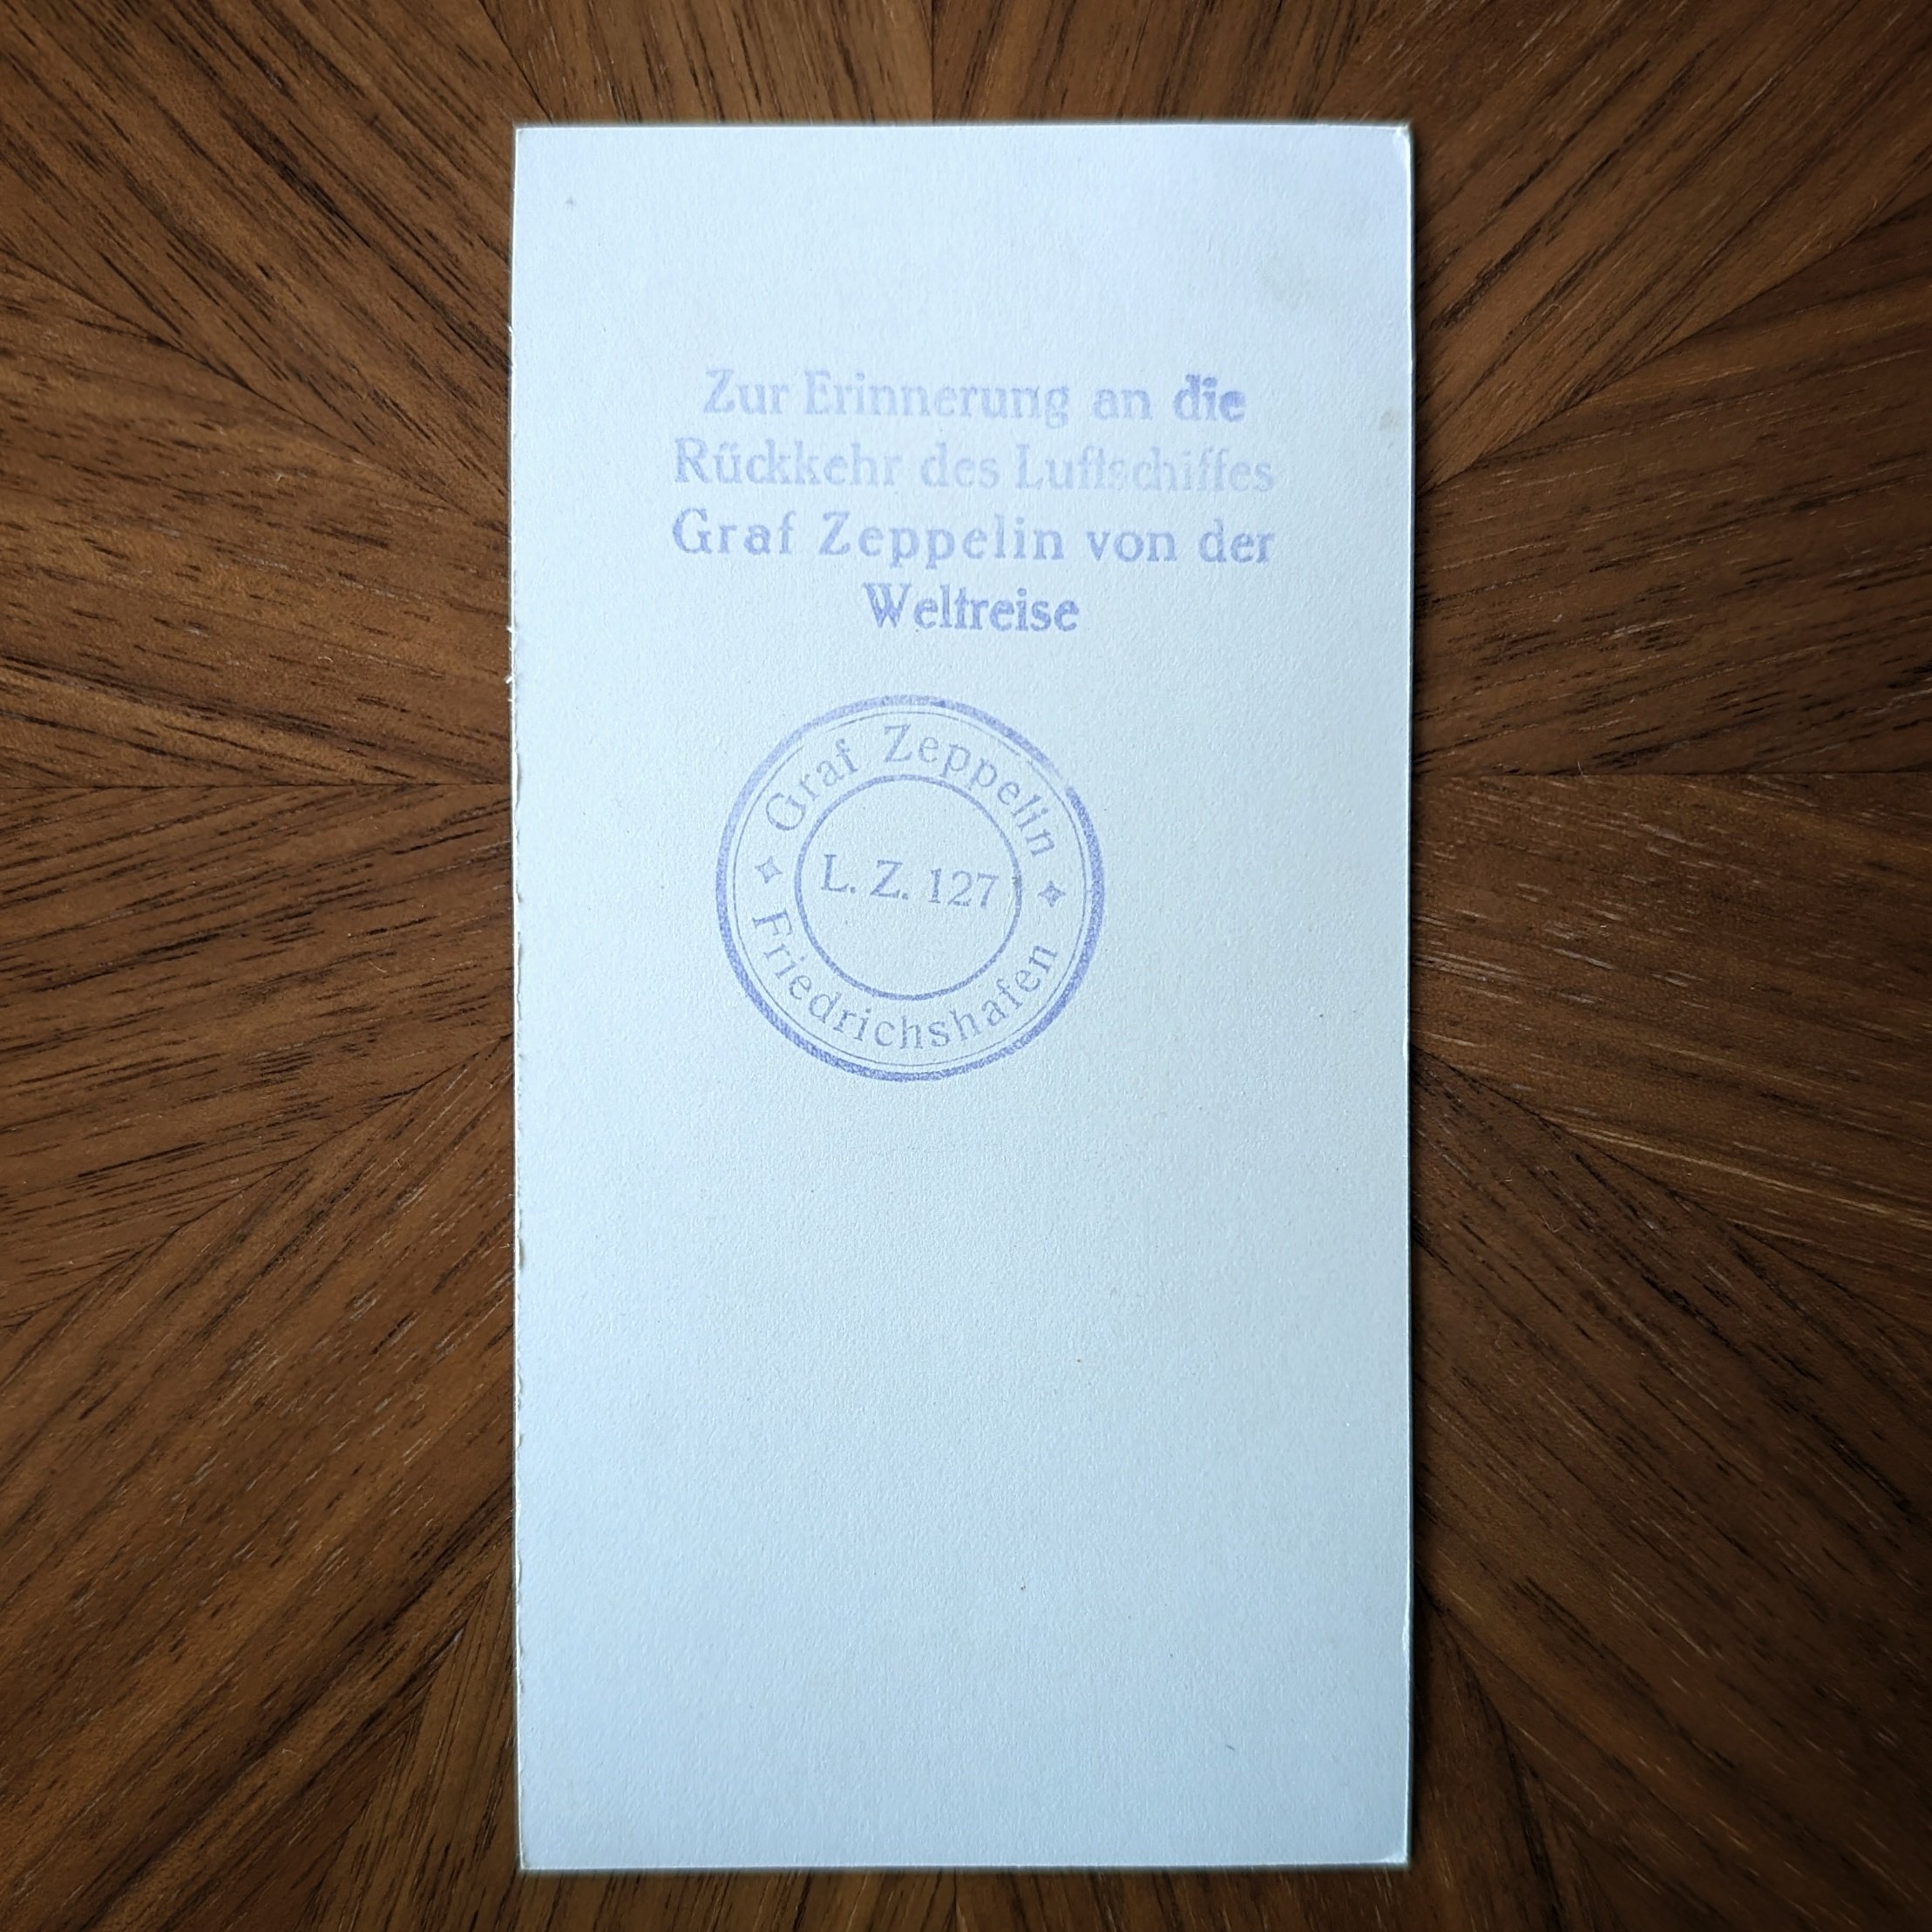 Zur Erinnerung an die
Rückkehr des Luftschiffes
Graf Zeppelin von der
Weltreise
Graf Zeppelin
L. Z. 127
Friedrichshafen